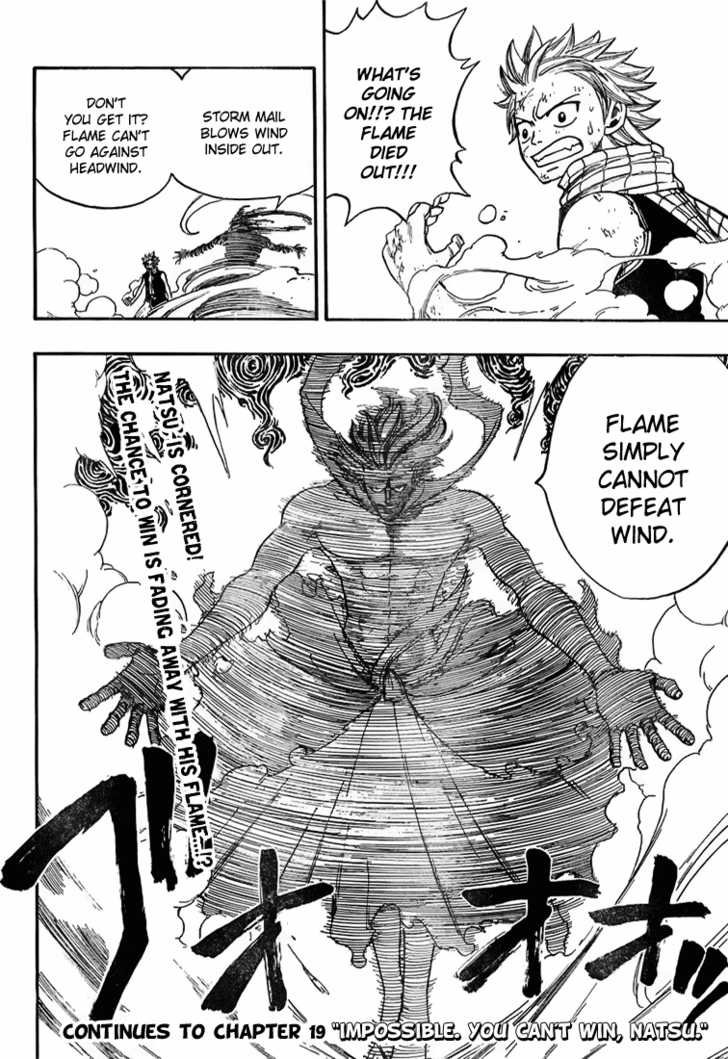 WHAT'S
GOING
ON!!? THE
FLAME
DIED
OUT!!!
STORM MAIL
BLOWS WIND
INSIDE OUT.
DON'T
YOU GET IT?
FLAME CAN'T
GO AGAINST
HEADWIND.
FLAME
SIMPLY
CANNOT
DEFEAT
WIND.
NATSU IS CORNERED!
THE CHANCE TO WIN IS FADING AWAY WITH HIS FLAME...!?
ブオオオッ
CONTINUES TO CHAPTER 19 "IMPOSSIBLE. YOU CAN'T WIN, NATSU."